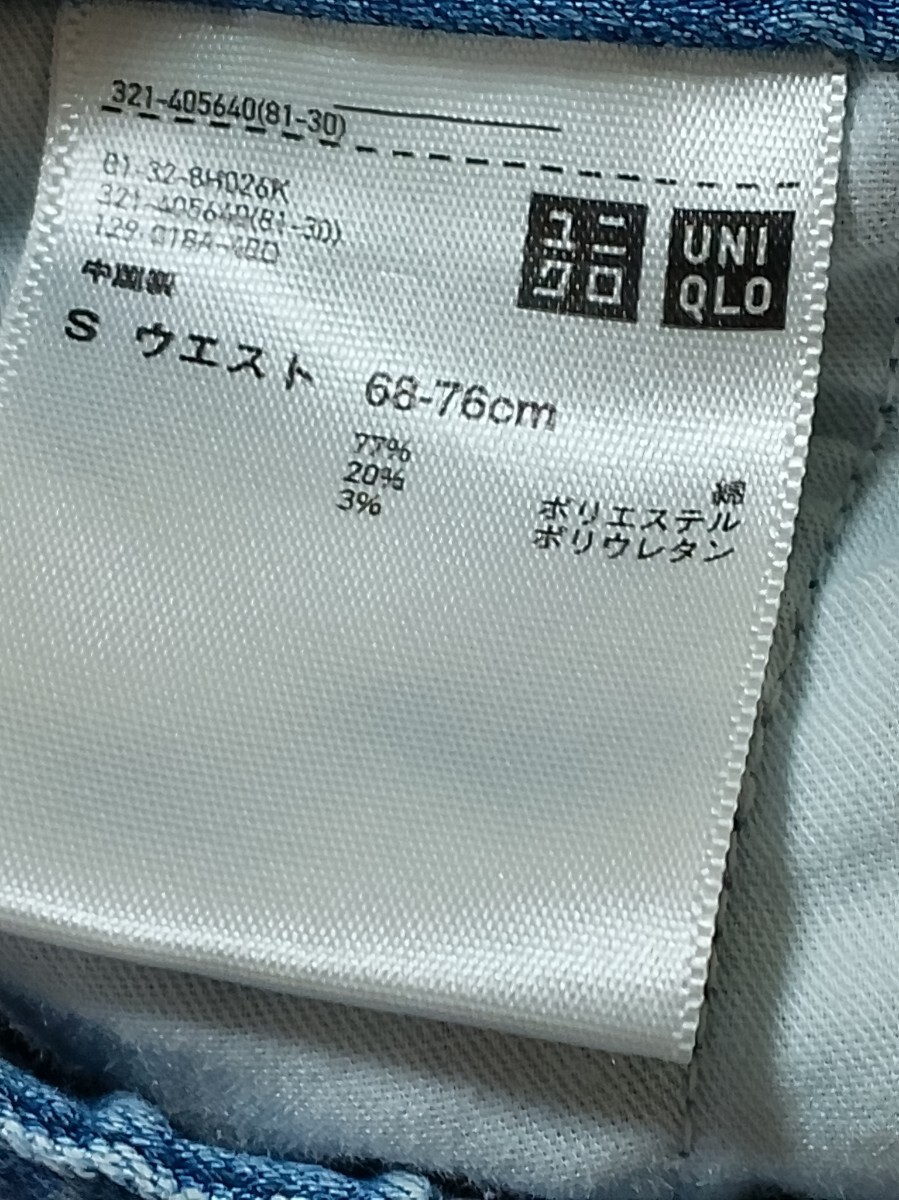 321-405640(81-30)
81-32-8H026K
321-405640(81-30)
ユニ
クロ
UNI
QLO
中国製
S ウエスト 68-76cm
77% 綿
20% ポリエステル
3% ポリウレタン